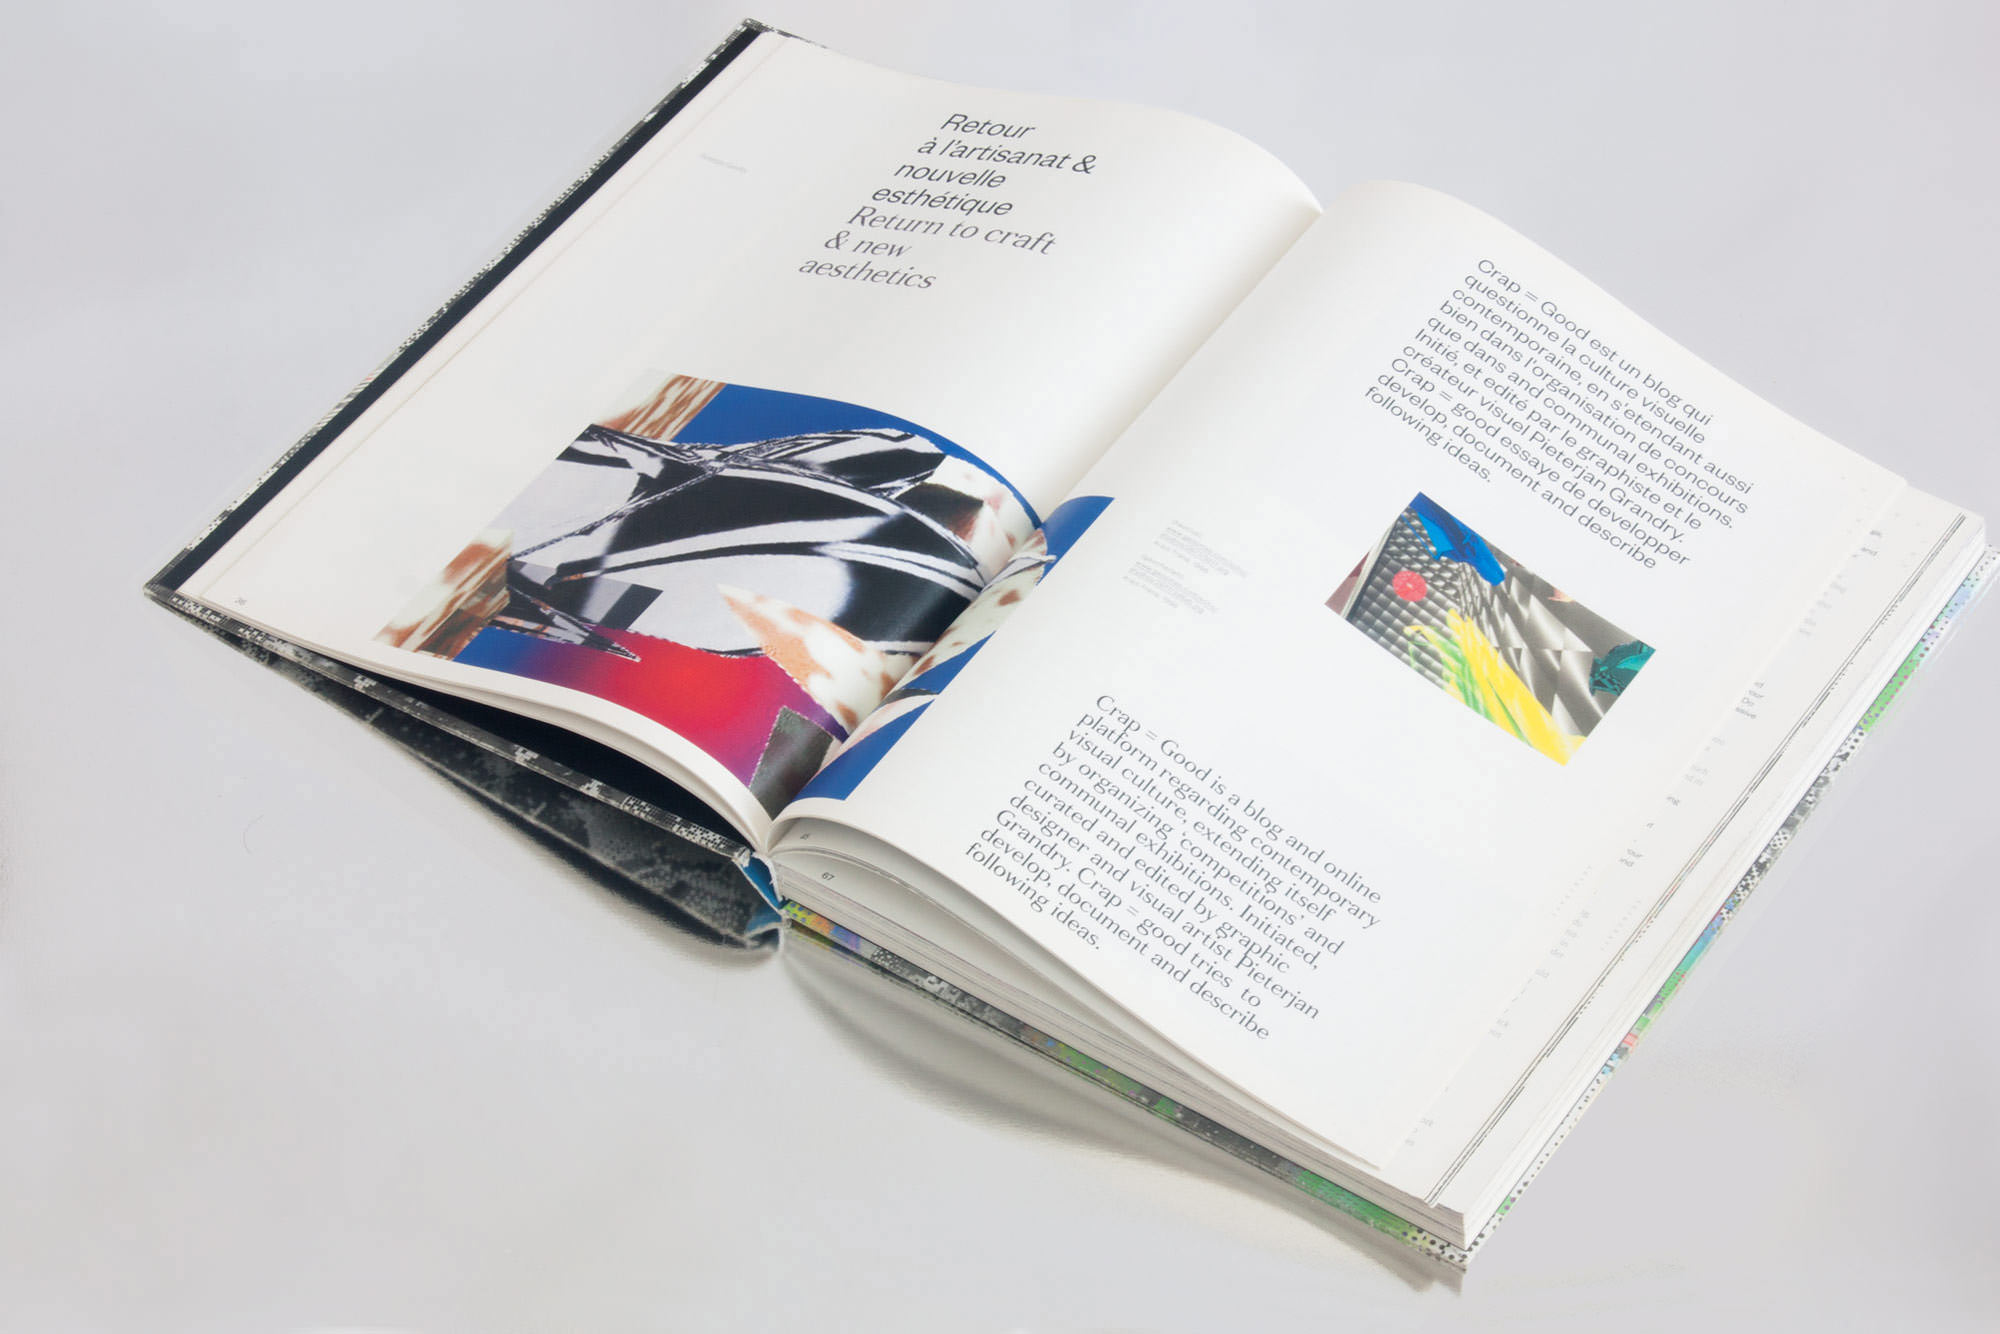 Retour
à l'artisanat &
nouvelle
esthétique
Return to craft
& new
aesthetics
Crap = Good est un blog qui
questionne la culture visuelle
contemporaine, en s'etendant aussi
bien dans l'organisation de concours
que dans and communal exhibitions.
Initié, et edité par le graphiste et le
créateur visuel Pieterjan Grandry.
Crap = good essaye de developper
develop, document and describe
following ideas.
Crap = Good is a blog and online
platform regarding contemporary
visual culture, extending itself
by organizing 'competitions' and
communal exhibitions. Initiated,
curated and edited by graphic
designer and visual artist Pieterjan
Grandry. Crap = good tries to
develop, document and describe
following ideas.
67